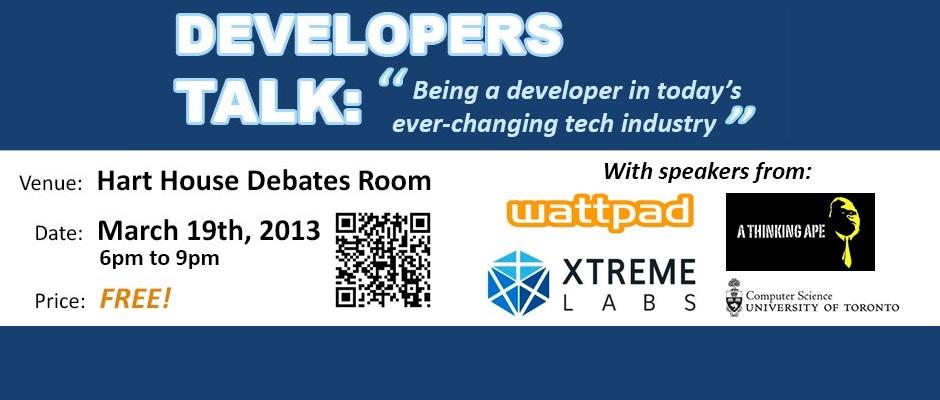 DEVELOPERS
TALK: “ Being a developer in today’s
ever-changing tech industry ”
Venue: Hart House Debates Room
Date: March 19th, 2013
6pm to 9pm
Price: FREE!
With speakers from:
wattpad
A THINKING APE
XTREME
LABS
Computer Science
UNIVERSITY OF TORONTO